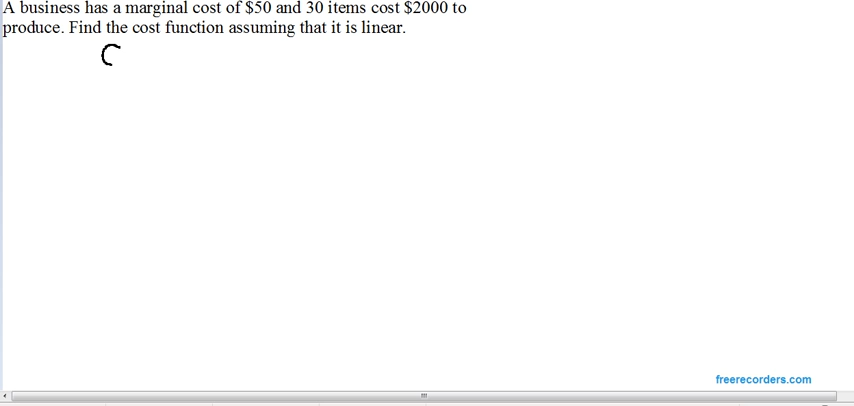 A business has a marginal cost of $50 and 30 items cost $2000 to
produce. Find the cost function assuming that it is linear.
C
freerecorders.com